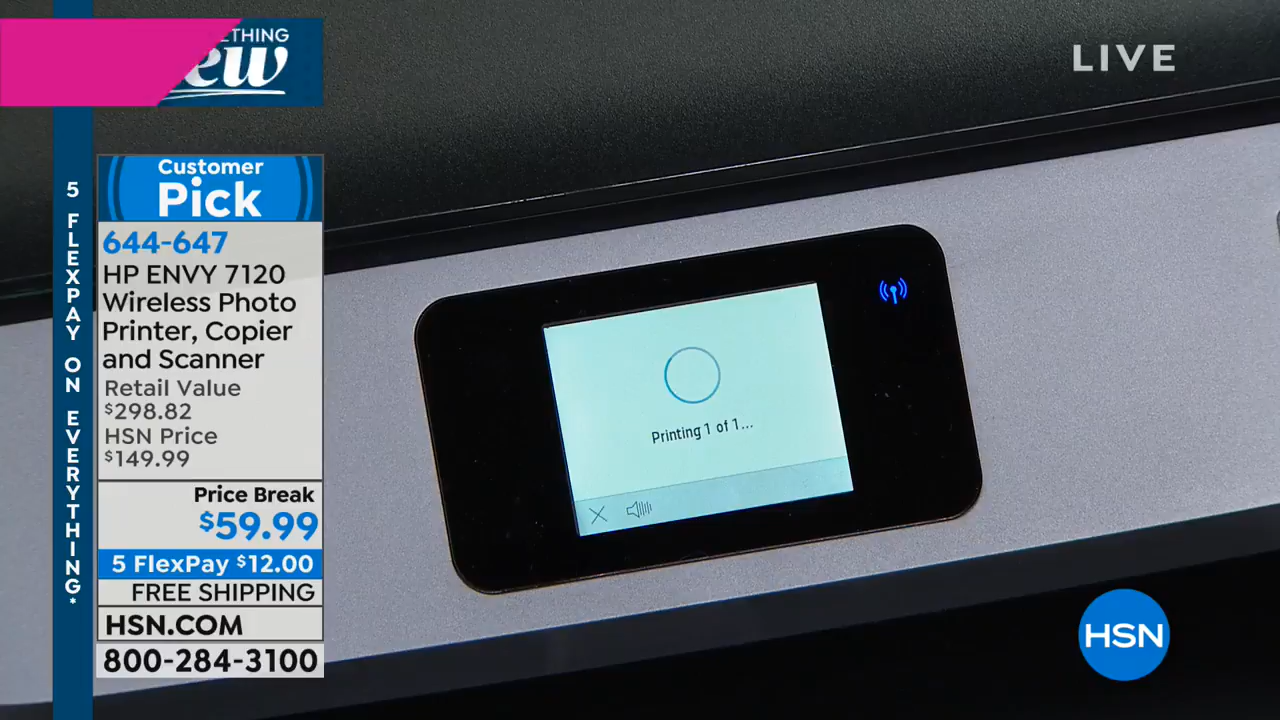 ETHING
ew
LIVE
5 FLEXPAY ON EVERYTHING*
Customer
Pick
644-647
HP ENVY 7120
Wireless Photo
Printer, Copier
and Scanner
Retail Value
$298.82
HSN Price
$149.99
Price Break
$59.99
5 FlexPay $12.00
FREE SHIPPING
HSN.COM
800-284-3100
Printing 1 of 1...
HSN